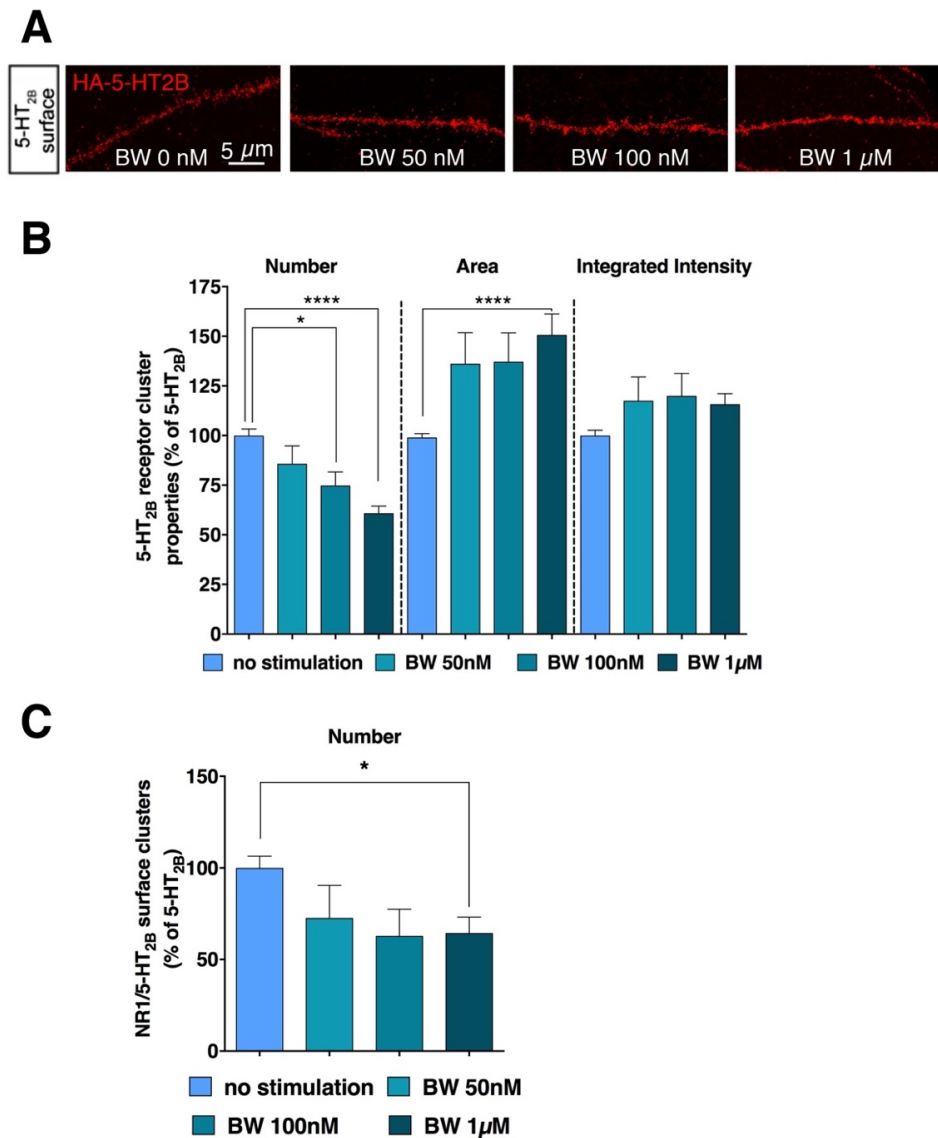 A
5-HT2B surface
HA-5-HT2B
BW 0 nM
5 µm
BW 50 nM
BW 100 nM
BW 1 µM
B
Number
Area
Integrated Intensity
5-HT2B receptor cluster
properties (% of 5-HT2B)
175
150
125
100
75
50
25
0
****
*
****
no stimulation
BW 50nM
BW 100nM
BW 1µM
C
Number
NR1/5-HT2B surface clusters
(% of 5-HT2B)
150
100
50
0
*
no stimulation
BW 50nM
BW 100nM
BW 1µM